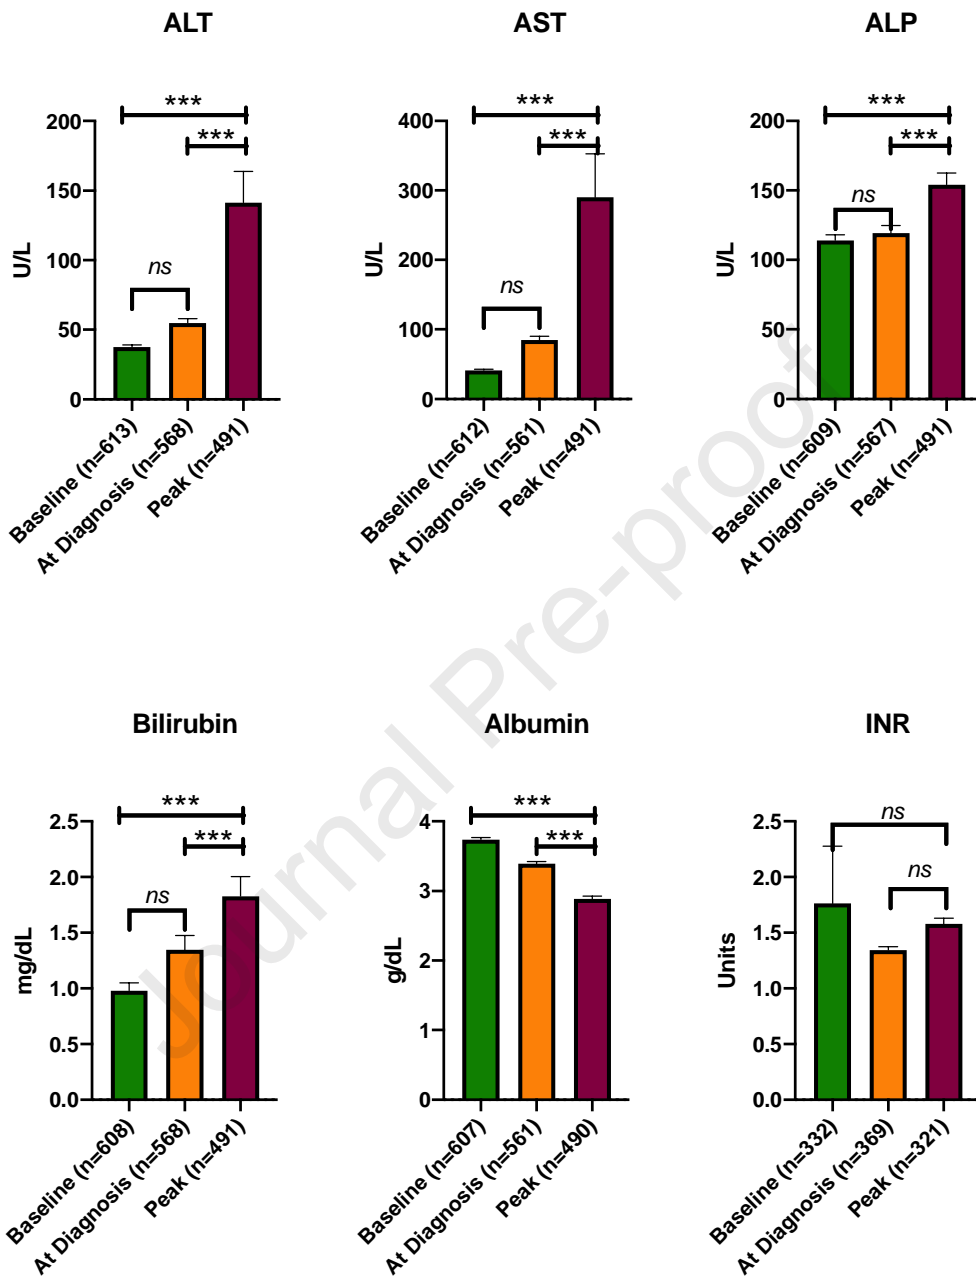 ALT
***
***
ns
U/L
200
150
100
50
0
Baseline (n=613)
At Diagnosis (n=568)
Peak (n=491)
AST
***
***
ns
U/L
400
300
200
100
0
Baseline (n=612)
At Diagnosis (n=561)
Peak (n=491)
ALP
***
***
ns
U/L
200
150
100
50
0
Baseline (n=609)
At Diagnosis (n=567)
Peak (n=491)
Bilirubin
***
***
ns
mg/dL
2.5
2.0
1.5
1.0
0.5
0.0
Baseline (n=608)
At Diagnosis (n=568)
Peak (n=491)
Albumin
***
***
g/dL
4
3
2
1
0
Baseline (n=607)
At Diagnosis (n=561)
Peak (n=490)
INR
ns
ns
Units
2.5
2.0
1.5
1.0
0.5
0.0
Baseline (n=332)
At Diagnosis (n=369)
Peak (n=321)
Journal Pre-proof